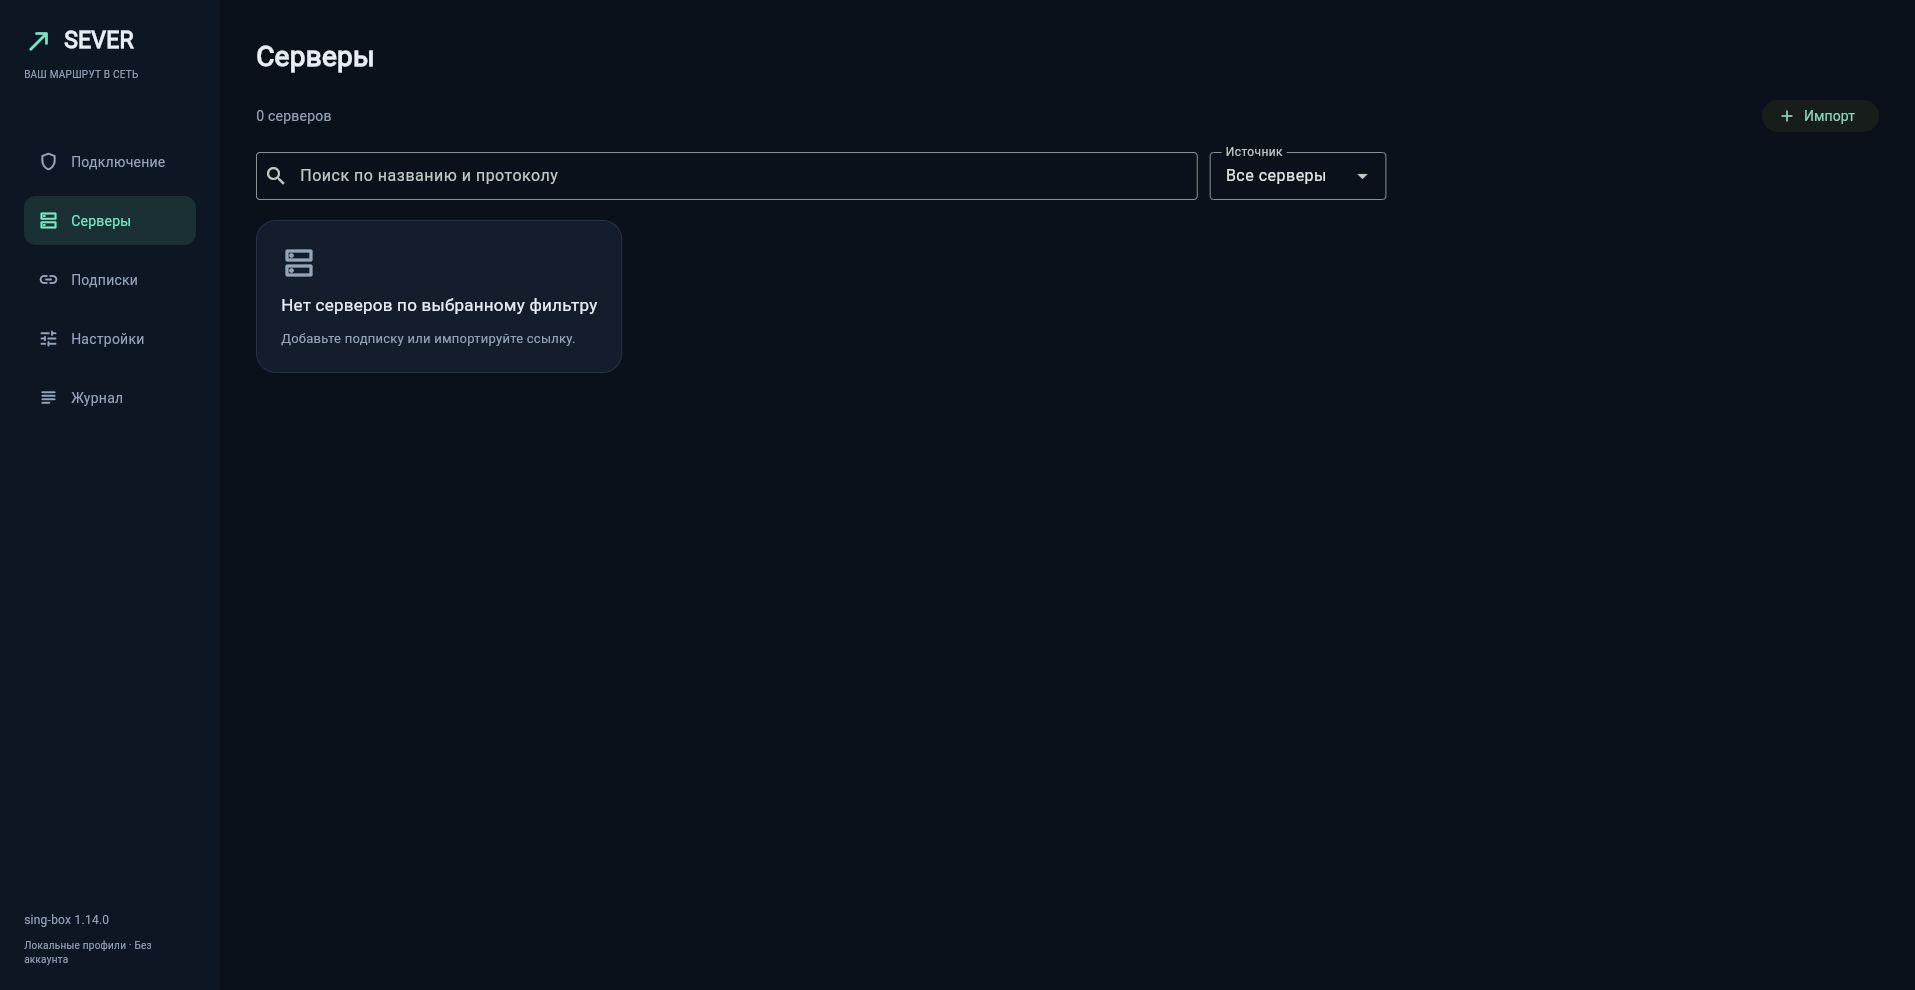 SEVER
ВАШ МАРШРУТ В СЕТЬ
Подключение
Серверы
Подписки
Настройки
Журнал
sing-box 1.14.0
Локальные профили · Без
аккаунта
Серверы
0 серверов
Импорт
Поиск по названию и протоколу
Источник
Все серверы
Нет серверов по выбранному фильтру
Добавьте подписку или импортируйте ссылку.